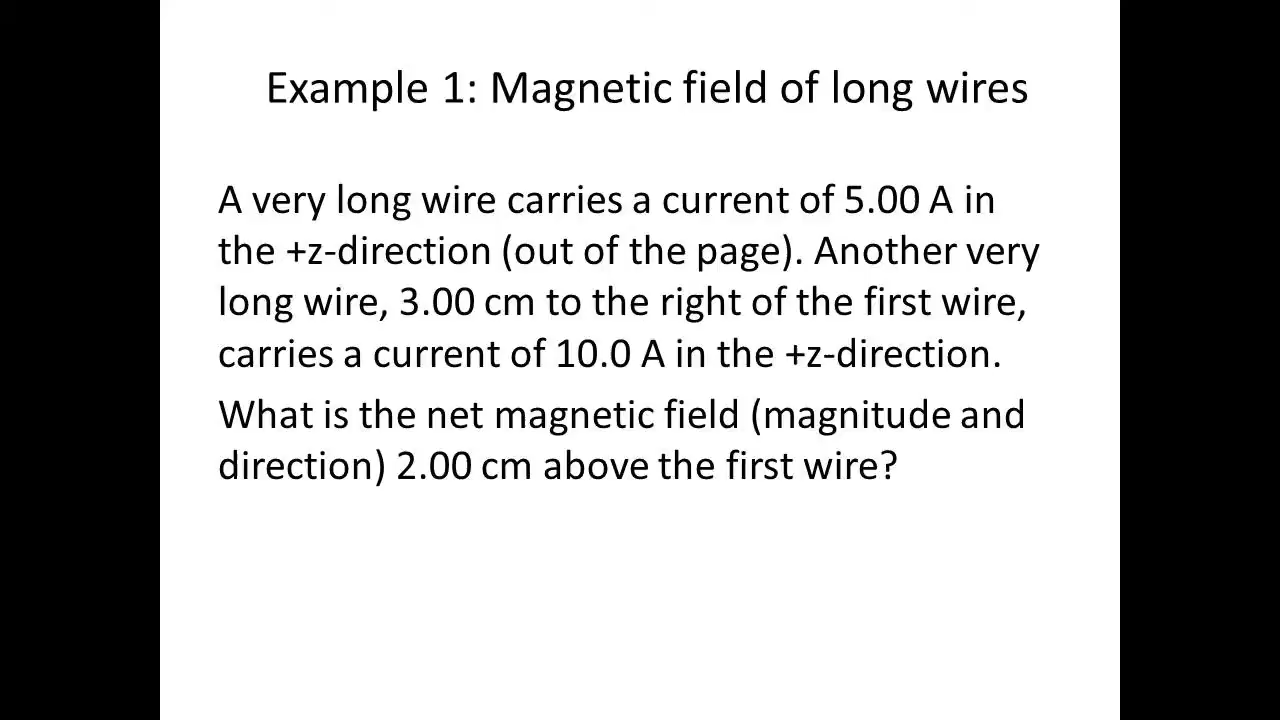 Example 1: Magnetic field of long wires
A very long wire carries a current of 5.00 A in
the +z-direction (out of the page). Another very
long wire, 3.00 cm to the right of the first wire,
carries a current of 10.0 A in the +z-direction.
What is the net magnetic field (magnitude and
direction) 2.00 cm above the first wire?